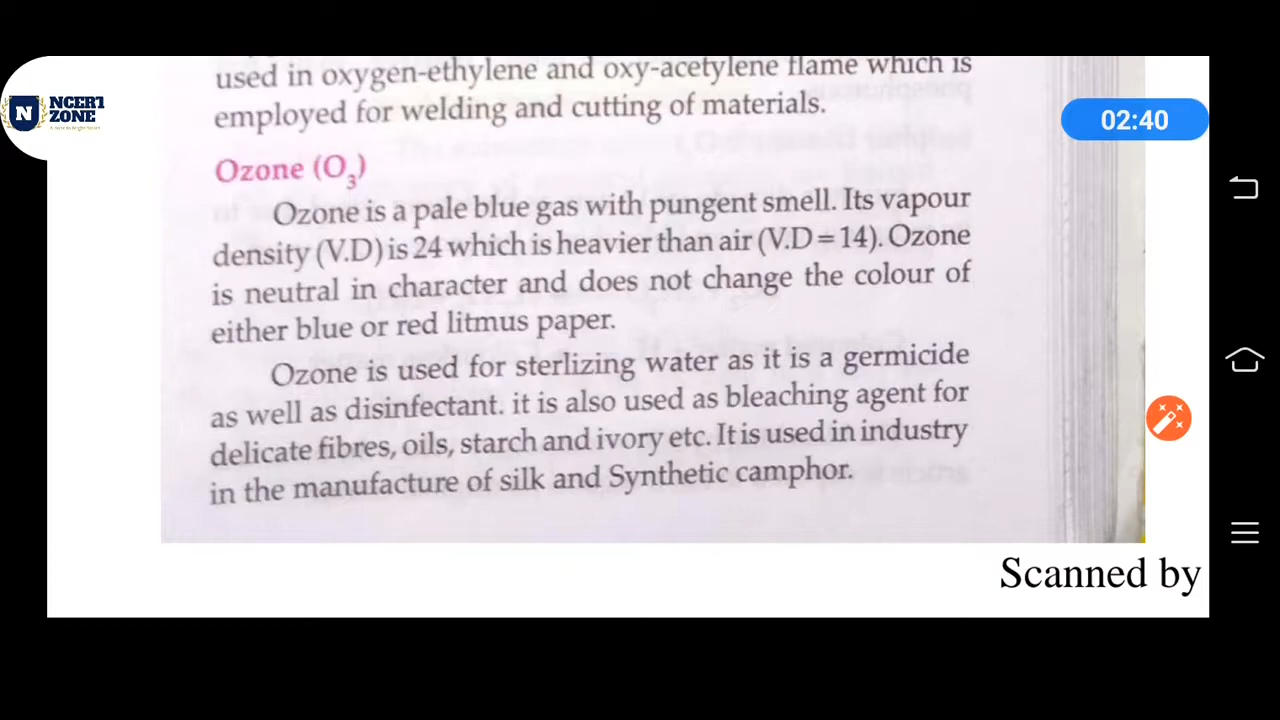 used in oxygen-ethylene and oxy-acetylene flame which is
employed for welding and cutting of materials.
NCERT
ZONE
02:40
Ozone (O₃)
Ozone is a pale blue gas with pungent smell. Its vapour
density (V.D) is 24 which is heavier than air (V.D = 14). Ozone
is neutral in character and does not change the colour of
either blue or red litmus paper.
Ozone is used for sterlizing water as it is a germicide
as well as disinfectant. it is also used as bleaching agent for
delicate fibres, oils, starch and ivory etc. It is used in industry
in the manufacture of silk and Synthetic camphor.
Scanned by